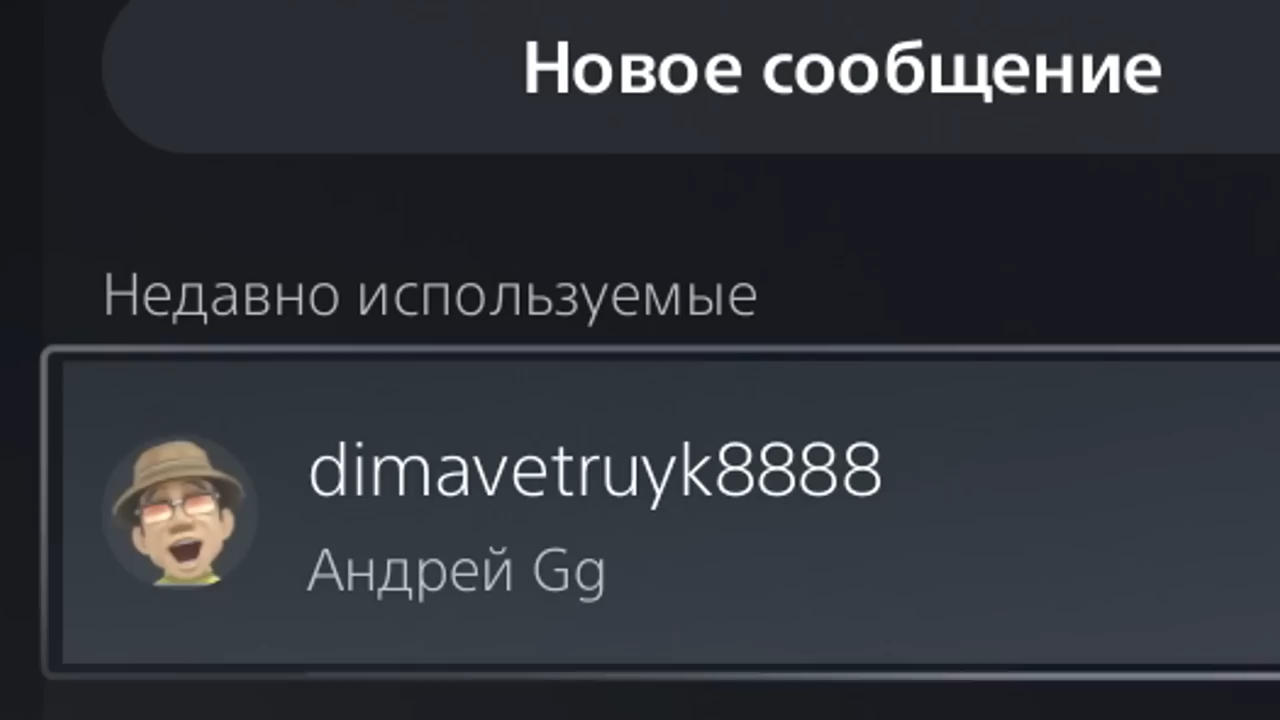 Новое сообщение
Недавно используемые
dimavetruyk8888
Андрей Gg